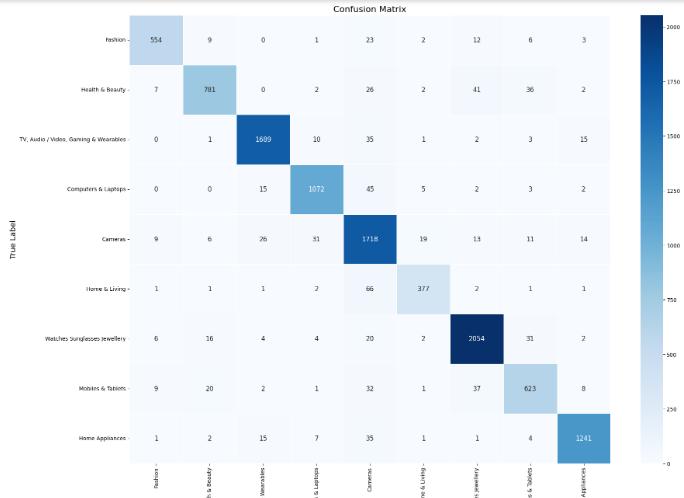 Confusion Matrix
True Label
Fashion 554 9 0 1 23 2 12 6 3
Health & Beauty 7 781 0 2 26 2 41 36 2
TV, Audio / Video, Gaming & Wearables 0 1 1689 10 35 1 2 3 15
Computers & Laptops 0 0 15 1072 45 5 2 3 2
Cameras 9 6 26 31 1718 19 13 11 14
Home & Living 1 1 1 2 66 377 2 1 1
Watches Sunglasses Jewellery 6 16 4 4 20 2 2054 31 2
Mobiles & Tablets 9 20 2 1 32 1 37 623 8
Home Appliances 1 2 15 7 35 1 1 4 1241
Fashion
& Beauty
Wearables
& Laptops
Cameras
& Living
Jewellery
& Tablets
Appliances
2000
1750
1500
1250
1000
750
500
250
0